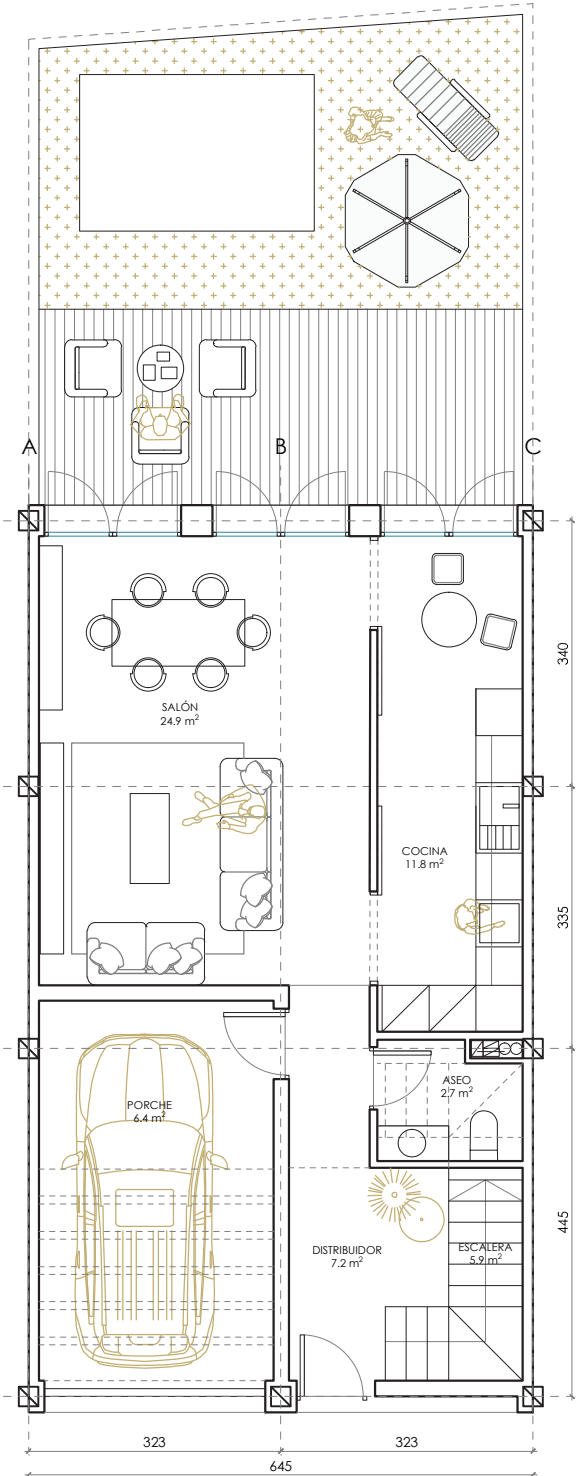 A
B
C
340
SALÓN
24.9 m²
COCINA
11.8 m²
335
ASEO
2.7 m²
PORCHE
6.4 m²
445
DISTRIBUIDOR
7.2 m²
ESCALERA
5.9 m²
323
323
645